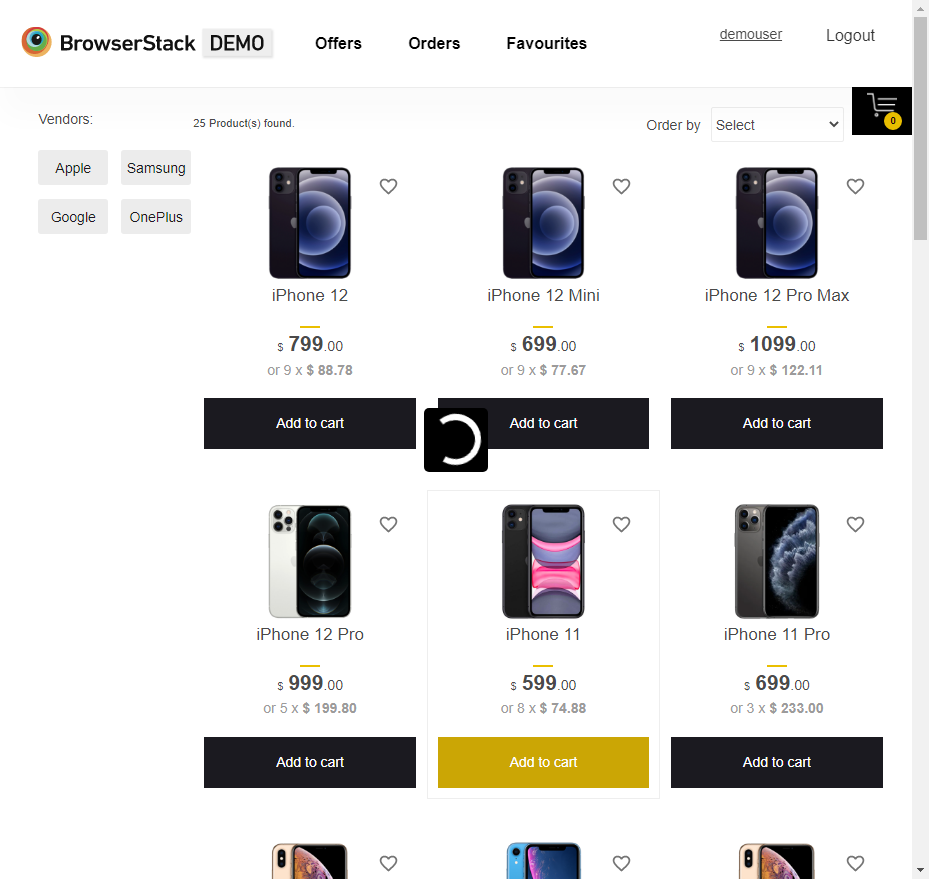 BrowserStack DEMO
Offers
Orders
Favourites
demouser
Logout
0
Vendors:
Apple
Samsung
Google
OnePlus
25 Product(s) found.
Order by
Select
iPhone 12
$ 799.00
or 9 x $ 88.78
Add to cart
iPhone 12 Mini
$ 699.00
or 9 x $ 77.67
Add to cart
iPhone 12 Pro Max
$ 1099.00
or 9 x $ 122.11
Add to cart
iPhone 12 Pro
$ 999.00
or 5 x $ 199.80
Add to cart
iPhone 11
$ 599.00
or 8 x $ 74.88
Add to cart
iPhone 11 Pro
$ 699.00
or 3 x $ 233.00
Add to cart